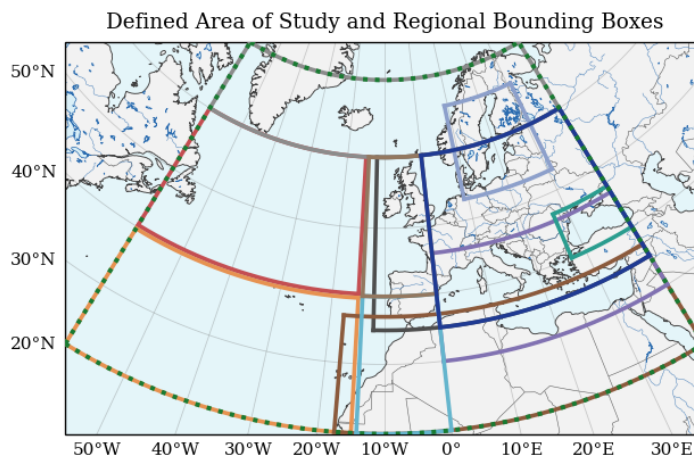 Defined Area of Study and Regional Bounding Boxes
50°N
40°N
30°N
20°N
50°W 40°W 30°W 20°W 10°W 0° 10°E 20°E 30°E